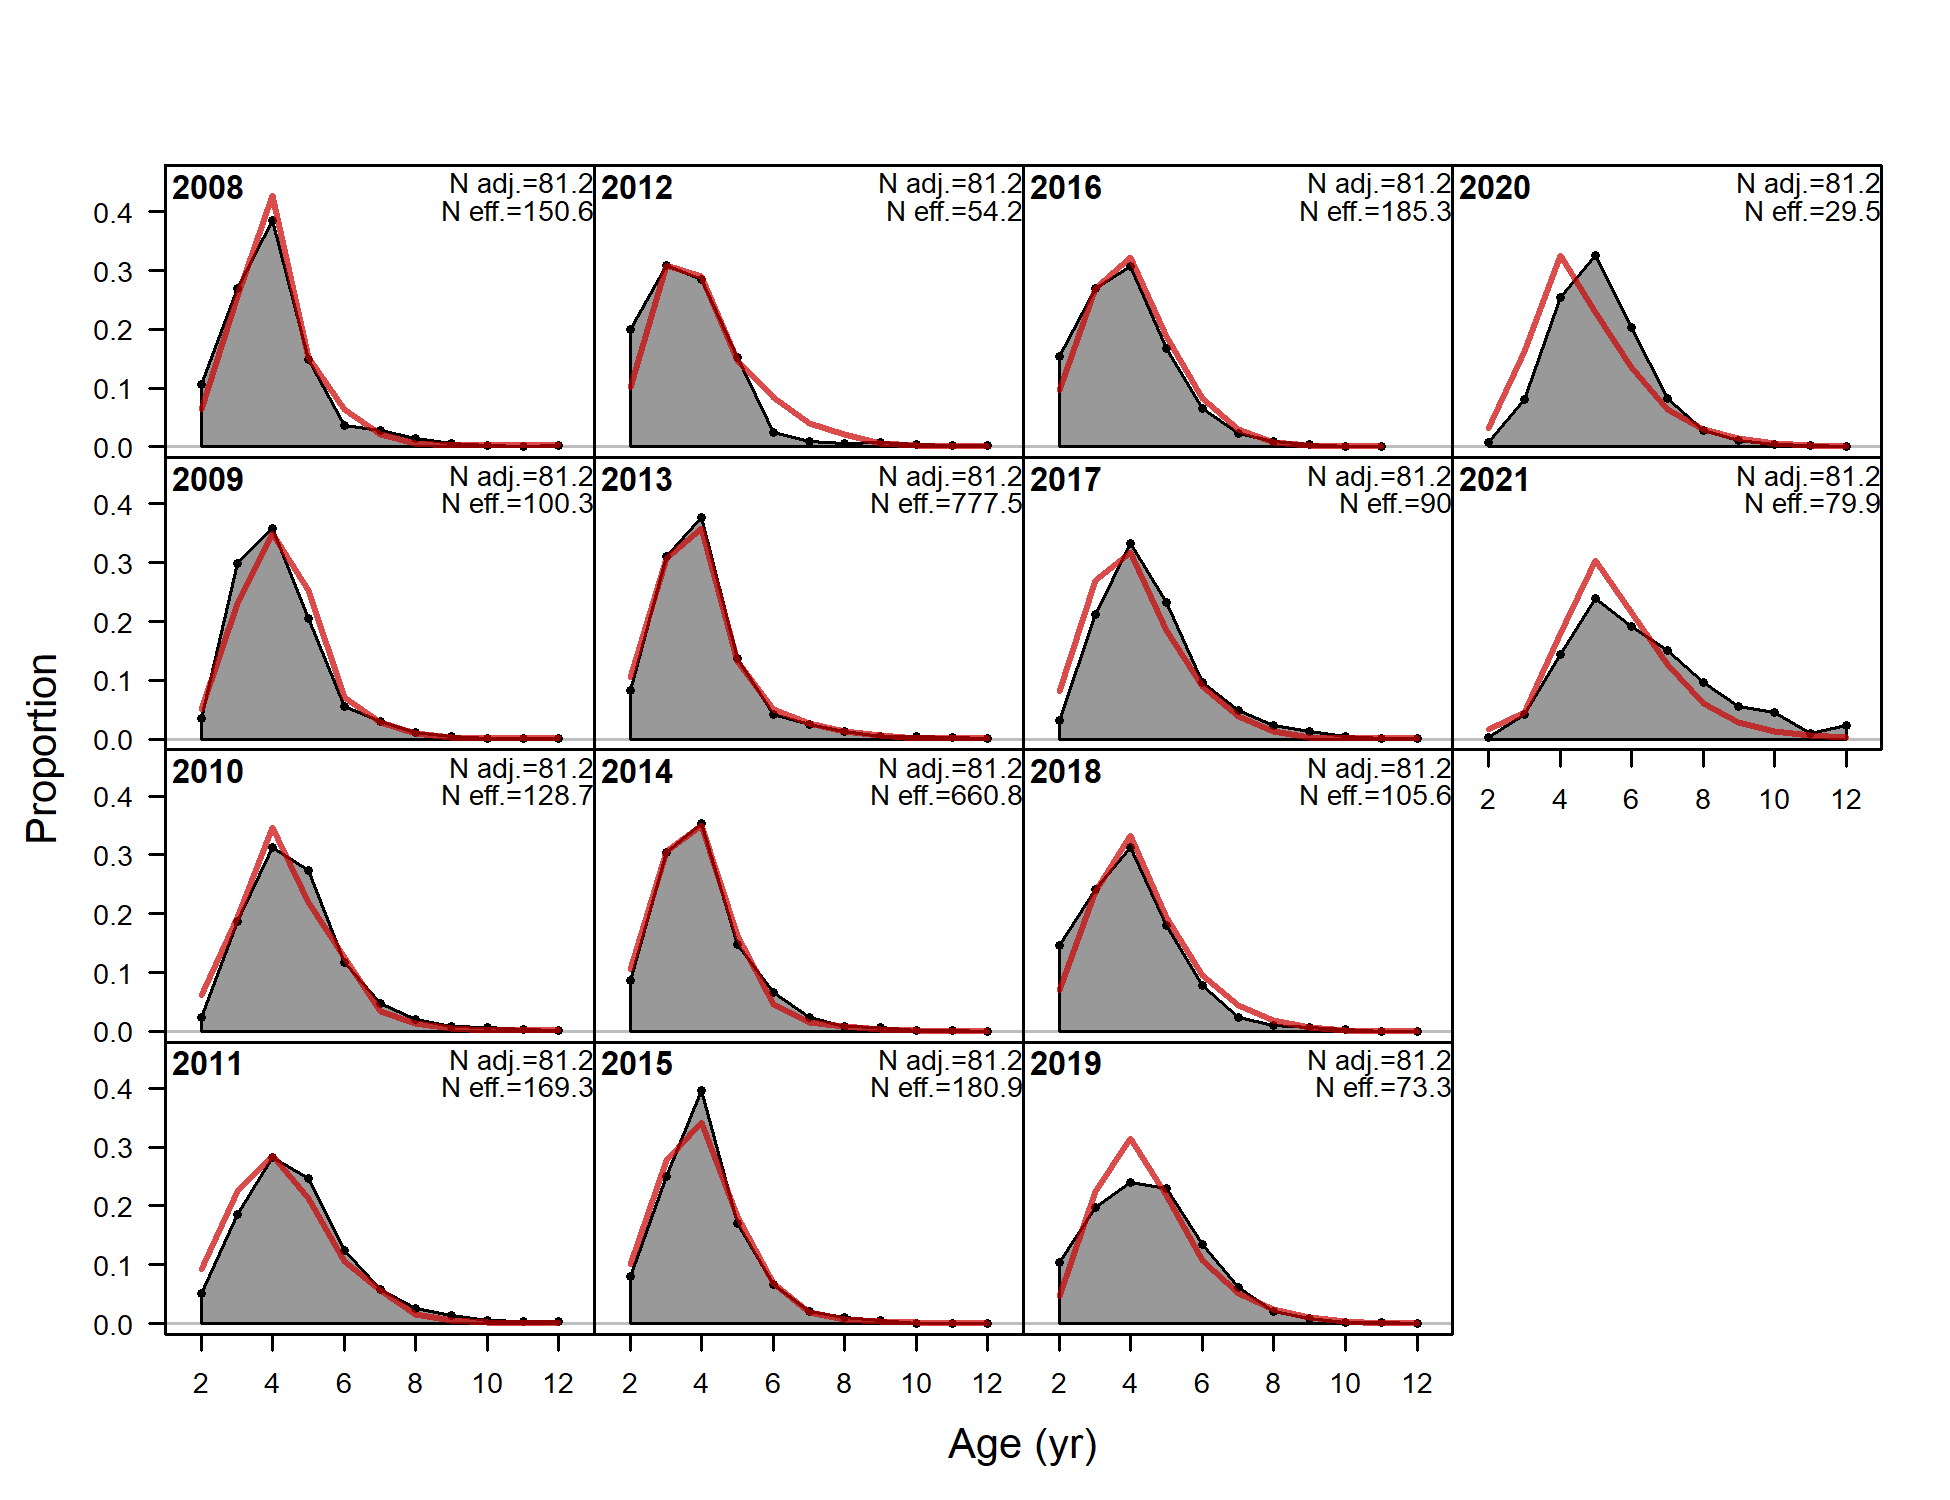 2008
N adj.=81.2
N eff.=150.6
2012
N adj.=81.2
N eff.=54.2
2016
N adj.=81.2
N eff.=185.3
2020
N adj.=81.2
N eff.=29.5
0.4
0.3
0.2
0.1
0.0
2009
N adj.=81.2
N eff.=100.3
2013
N adj.=81.2
N eff.=777.5
2017
N adj.=81.2
N eff.=90
2021
N adj.=81.2
N eff.=79.9
0.4
0.3
0.2
0.1
0.0
2 4 6 8 10 12
2010
N adj.=81.2
N eff.=128.7
2014
N adj.=81.2
N eff.=660.8
2018
N adj.=81.2
N eff.=105.6
0.4
0.3
0.2
0.1
0.0
2011
N adj.=81.2
N eff.=169.3
2015
N adj.=81.2
N eff.=180.9
2019
N adj.=81.2
N eff.=73.3
0.4
0.3
0.2
0.1
0.0
2 4 6 8 10 12
2 4 6 8 10 12
2 4 6 8 10 12
Proportion
Age (yr)